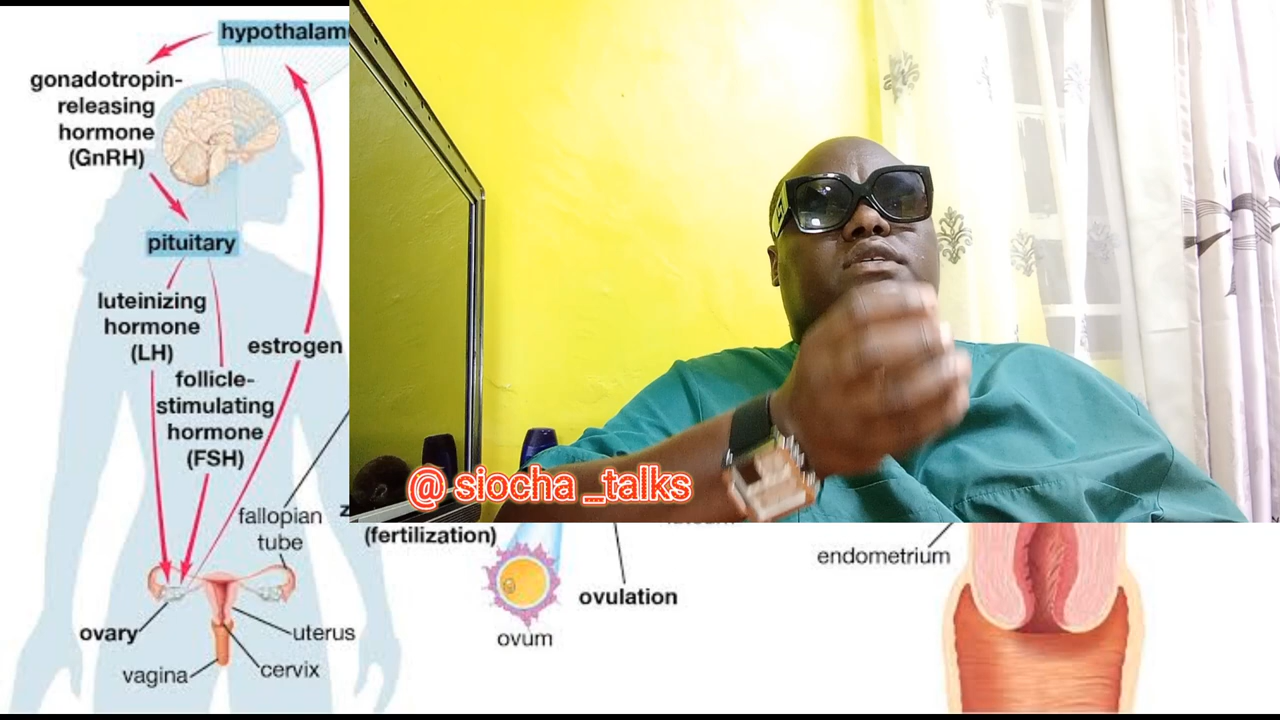 hypothalam
gonadotropin-
releasing
hormone
(GnRH)
pituitary
luteinizing
hormone
(LH)
estrogen
follicle-
stimulating
hormone
(FSH)
fallopian
tube
ovary
uterus
vagina
cervix
@ siocha _talks
(fertilization)
ovulation
ovum
endometrium